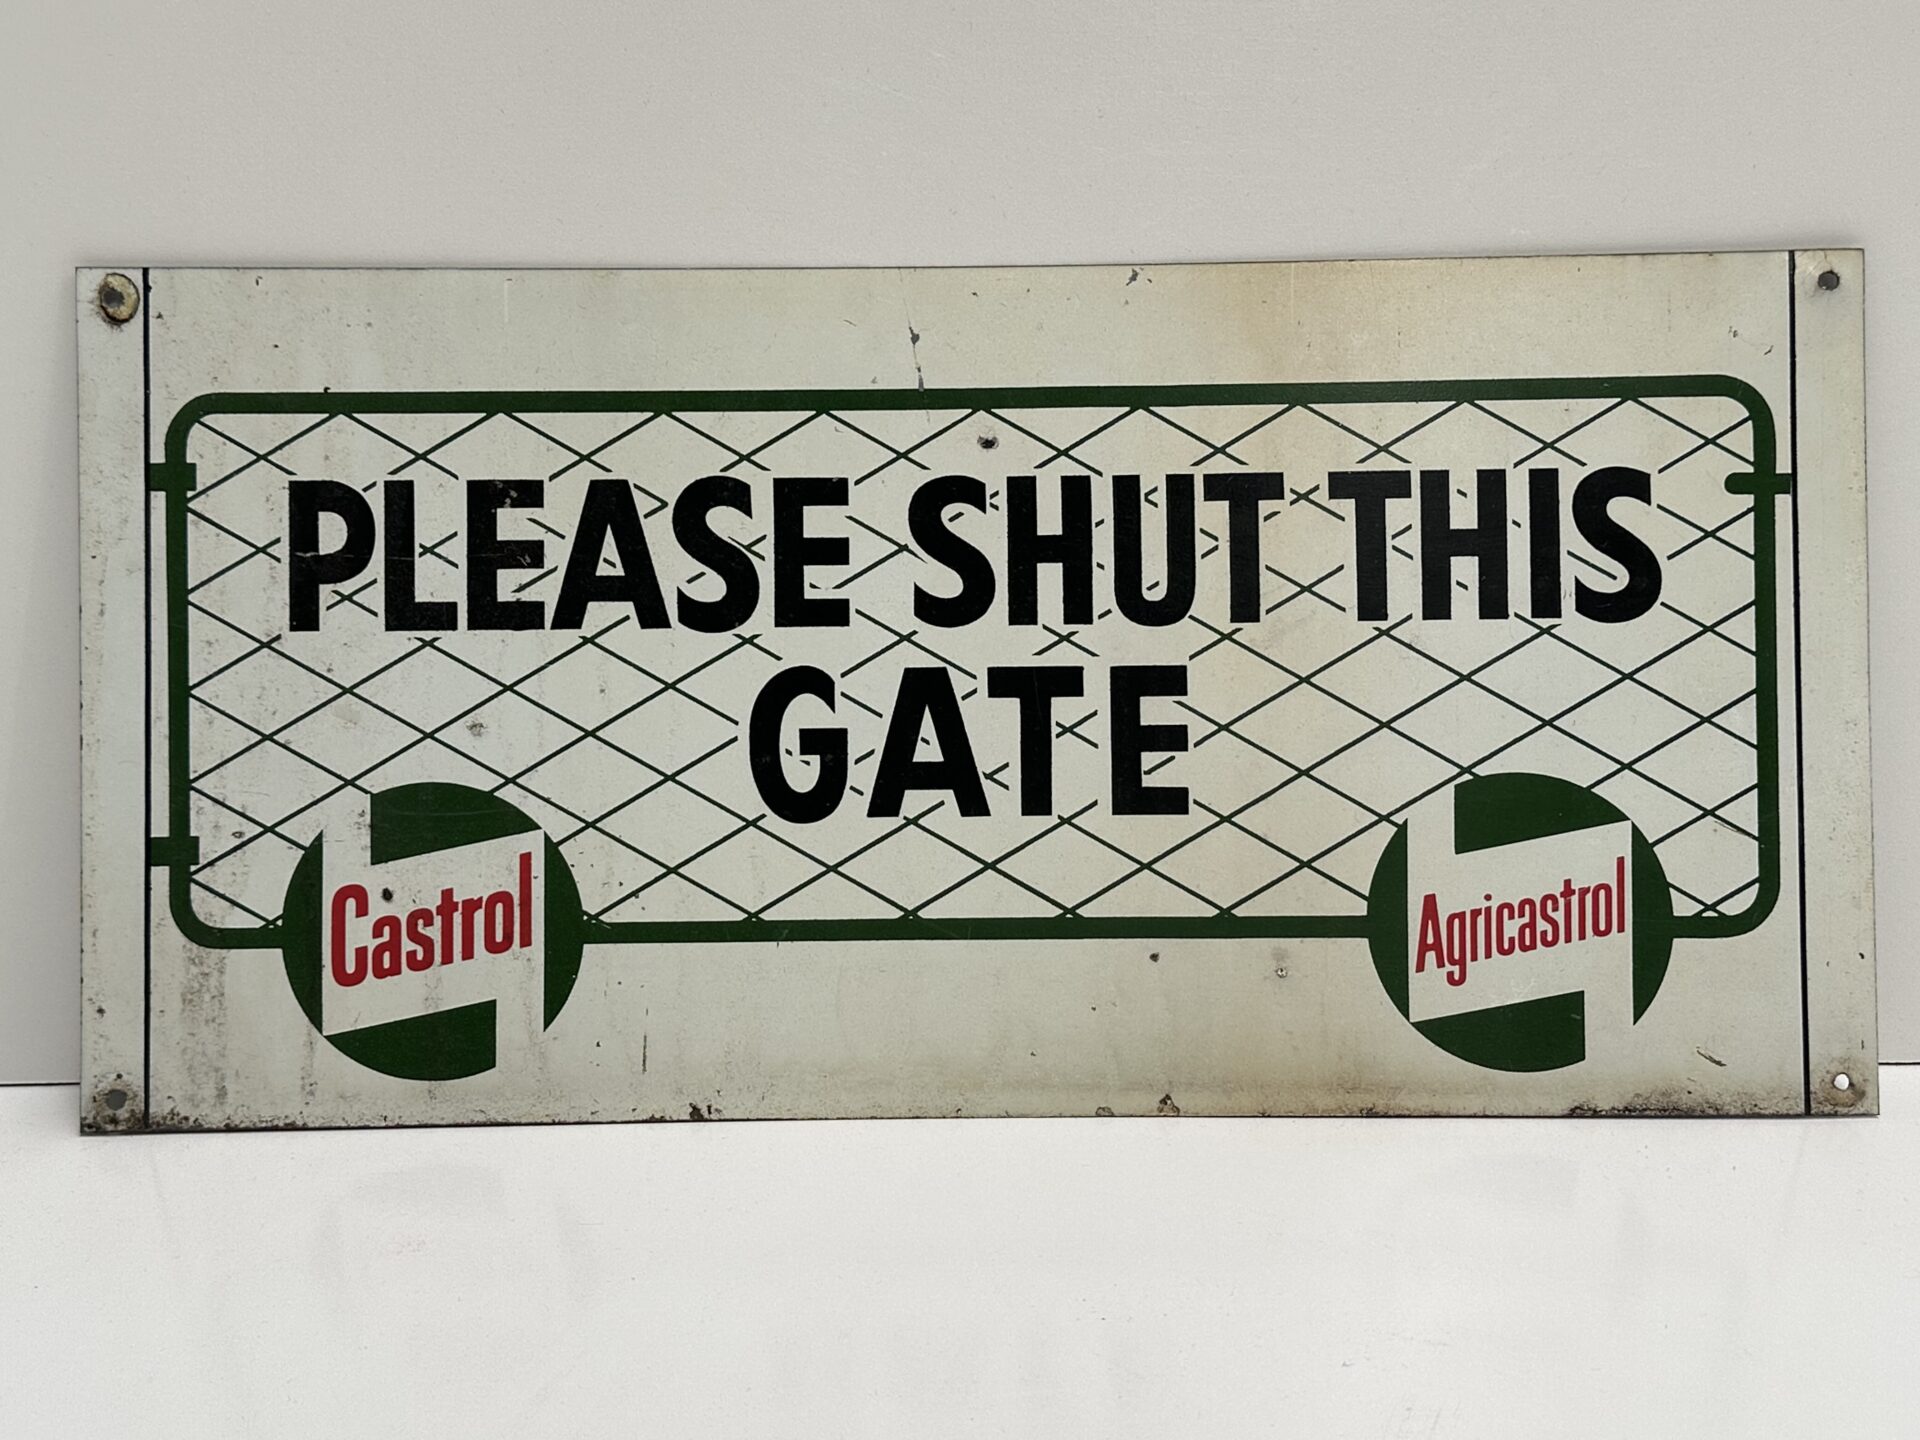 PLEASE SHUT THIS
GATE
Castrol
Agricastrol